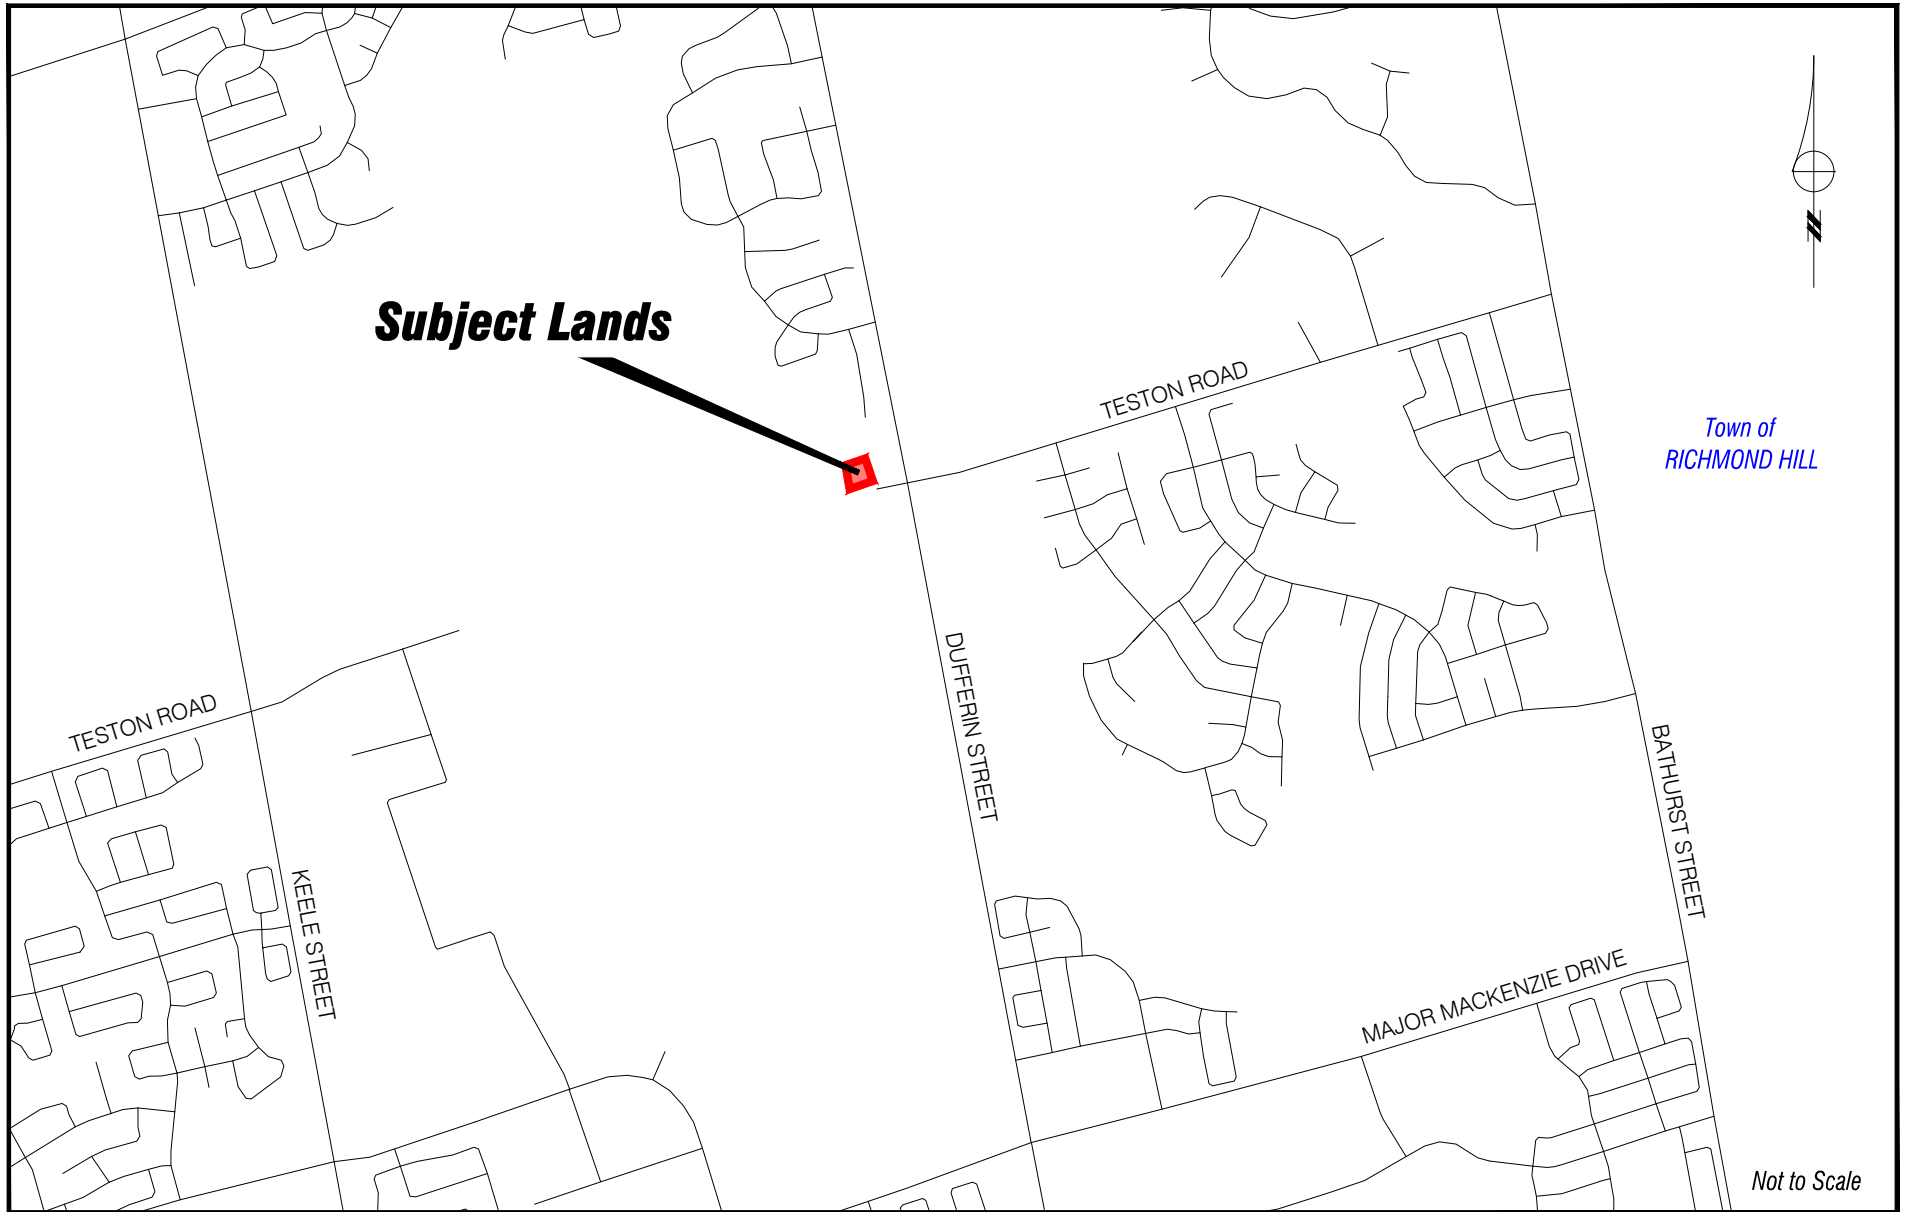 N
Subject Lands
TESTON ROAD
Town of
RICHMOND HILL
TESTON ROAD
DUFFERIN STREET
BATHURST STREET
KEELE STREET
MAJOR MACKENZIE DRIVE
Not to Scale